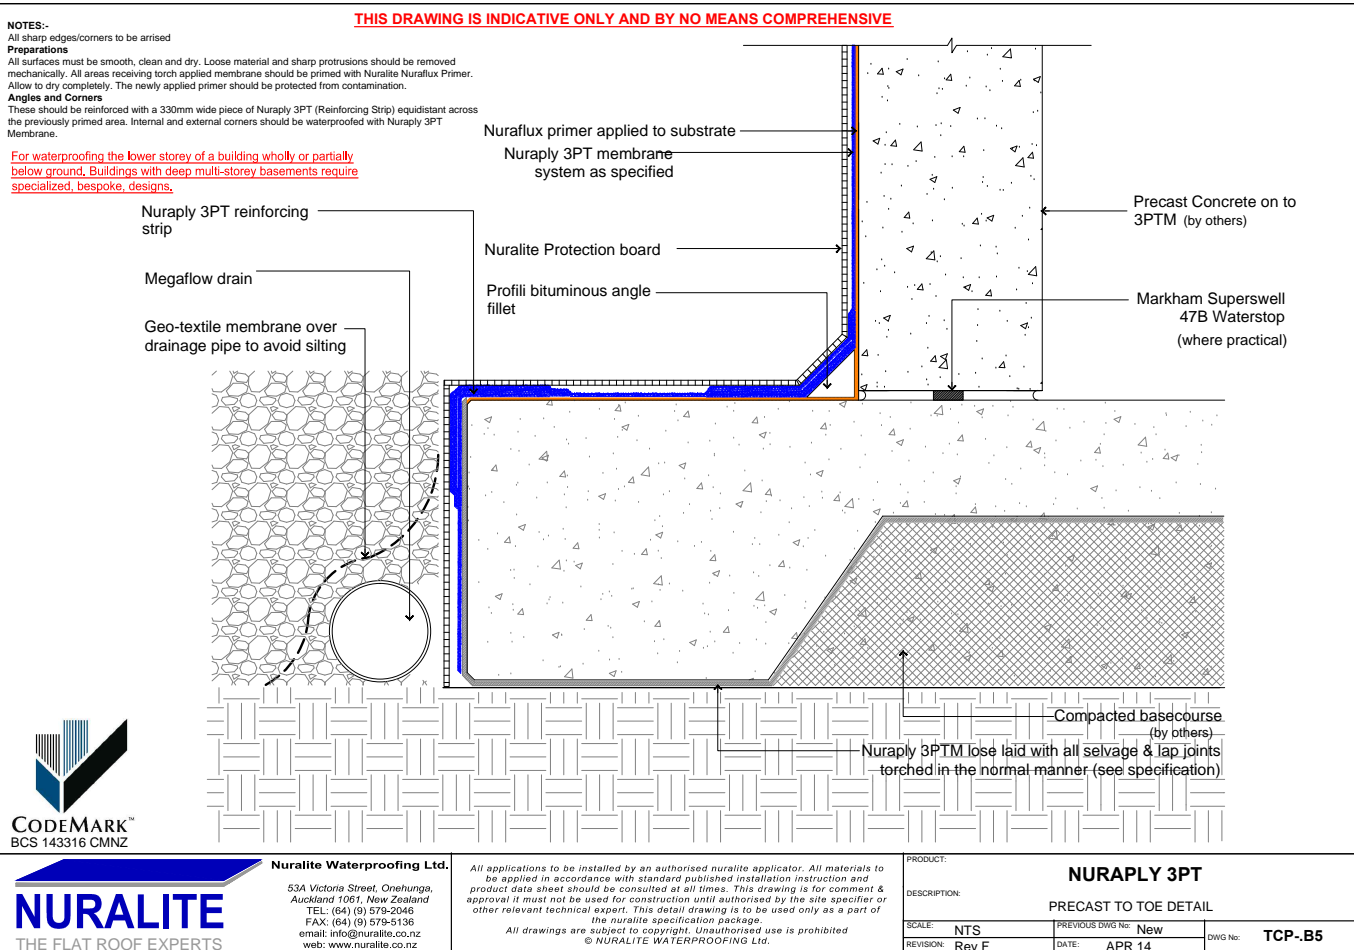 THIS DRAWING IS INDICATIVE ONLY AND BY NO MEANS COMPREHENSIVE
NOTES:-
All sharp edges/corners to be arrised
Preparations
All surfaces must be smooth, clean and dry. Loose material and sharp protrusions should be removed
mechanically. All areas receiving torch applied membrane should be primed with Nuralite Nuraflux Primer.
Allow to dry completely. The newly applied primer should be protected from contamination.
Angles and Corners
These should be reinforced with a 330mm wide piece of Nuraply 3PT (Reinforcing Strip) equidistant across
the previously primed area. Internal and external corners should be waterproofed with Nuraply 3PT
Membrane.
For waterproofing the lower storey of a building wholly or partially
below ground. Buildings with deep multi-storey basements require
specialized, bespoke, designs.
Nuraflux primer applied to substrate
Nuraply 3PT membrane
system as specified
Nuraply 3PT reinforcing
strip
Precast Concrete on to
3PTM (by others)
Nuralite Protection board
Megaflow drain
Profili bituminous angle
fillet
Markham Superswell
47B Waterstop
(where practical)
Geo-textile membrane over
drainage pipe to avoid silting
Compacted basecourse
(by others)
Nuraply 3PTM lose laid with all selvage & lap joints
torched in the normal manner (see specification)
CODEMARK™
BCS 143316 CMNZ
NURALITE
THE FLAT ROOF EXPERTS
Nuralite Waterproofing Ltd.
53A Victoria Street, Onehunga,
Auckland 1061, New Zealand
TEL: (64) (9) 579-2046
FAX: (64) (9) 579-5136
email: info@nuralite.co.nz
web: www.nuralite.co.nz
All applications to be installed by an authorised nuralite applicator. All materials to
be applied in accordance with standard published installation instruction and
product data sheet should be consulted at all times. This drawing is for comment &
approval it must not be used for construction until authorised by the site specifier or
other relevant technical expert. This detail drawing is to be used only as a part of
the nuralite specification package.
All drawings are subject to copyright. Unauthorised use is prohibited
© NURALITE WATERPROOFING Ltd.
PRODUCT:
NURAPLY 3PT
DESCRIPTION:
PRECAST TO TOE DETAIL
SCALE: NTS
PREVIOUS DWG No: New
REVISION: Rev E
DATE: APR 14
DWG No: TCP-.B5